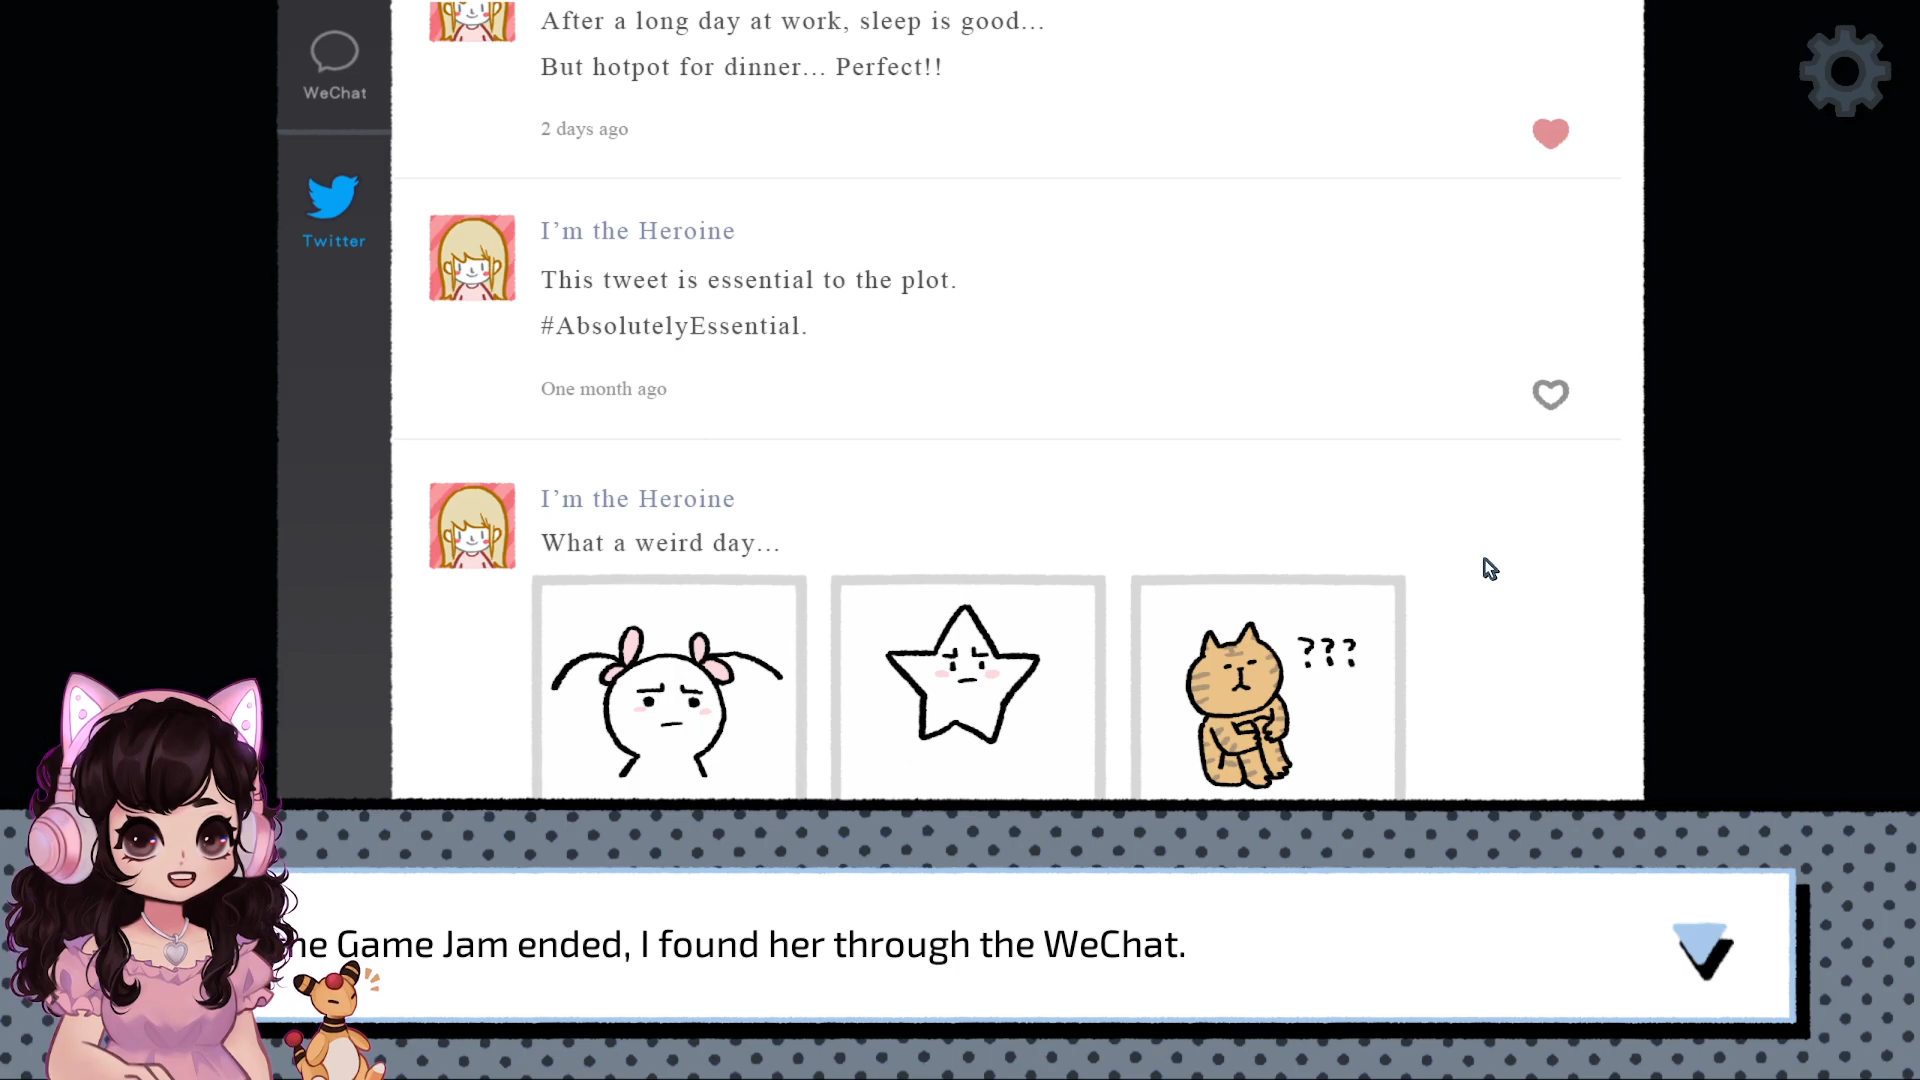 After a long day at work, sleep is good...
But hotpot for dinner... Perfect!!
2 days ago
WeChat
Twitter
I'm the Heroine
This tweet is essential to the plot.
#AbsolutelyEssential.
One month ago
I'm the Heroine
What a weird day...
???
he Game Jam ended, I found her through the WeChat.